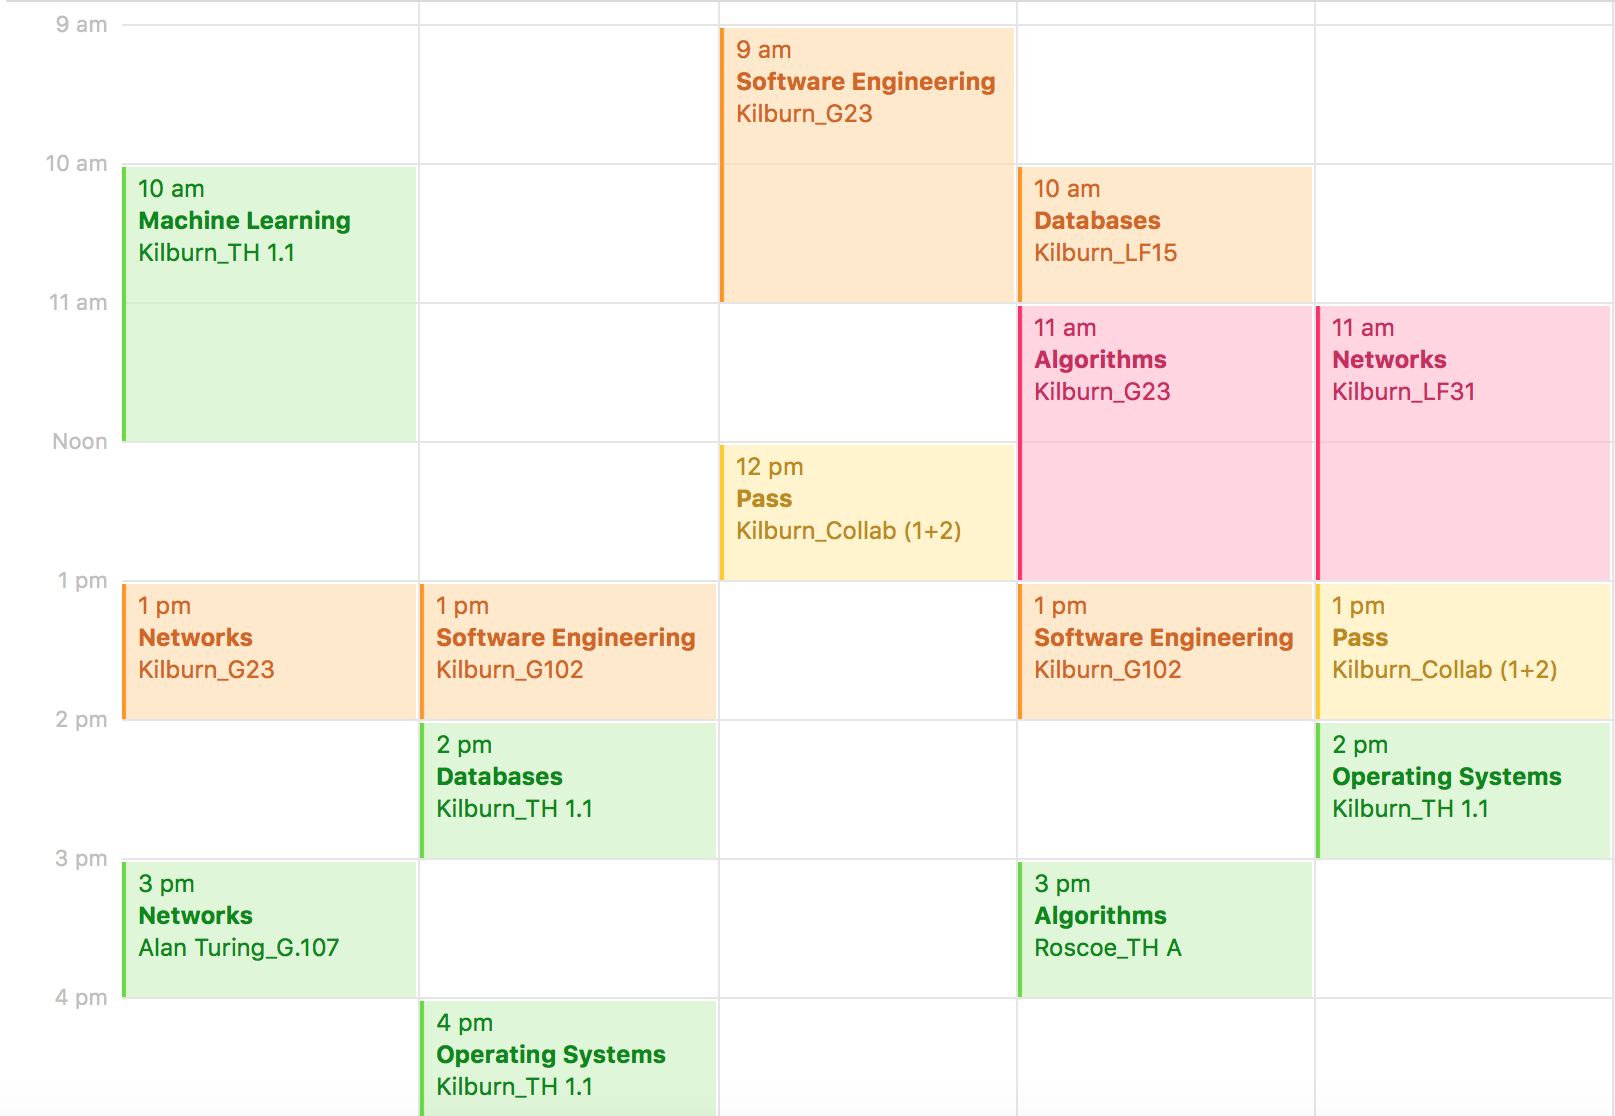 9 am
10 am
11 am
Noon
1 pm
2 pm
3 pm
4 pm
10 am
Machine Learning
Kilburn_TH 1.1
1 pm
Networks
Kilburn_G23
3 pm
Networks
Alan Turing_G.107
1 pm
Software Engineering
Kilburn_G102
2 pm
Databases
Kilburn_TH 1.1
4 pm
Operating Systems
Kilburn_TH 1.1
9 am
Software Engineering
Kilburn_G23
12 pm
Pass
Kilburn_Collab (1+2)
10 am
Databases
Kilburn_LF15
11 am
Algorithms
Kilburn_G23
1 pm
Software Engineering
Kilburn_G102
3 pm
Algorithms
Roscoe_TH A
11 am
Networks
Kilburn_LF31
1 pm
Pass
Kilburn_Collab (1+2)
2 pm
Operating Systems
Kilburn_TH 1.1